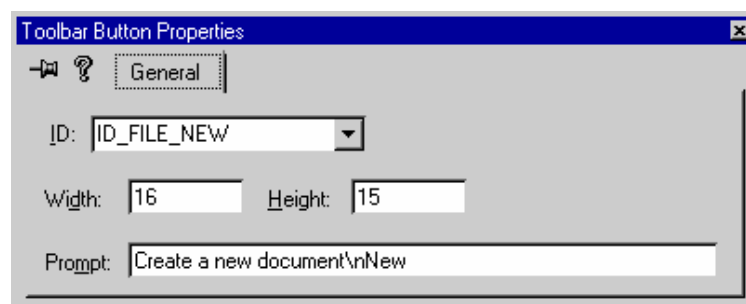 Toolbar Button Properties
General
ID: ID_FILE_NEW
Width: 16 Height: 15
Prompt: Create a new document\nNew